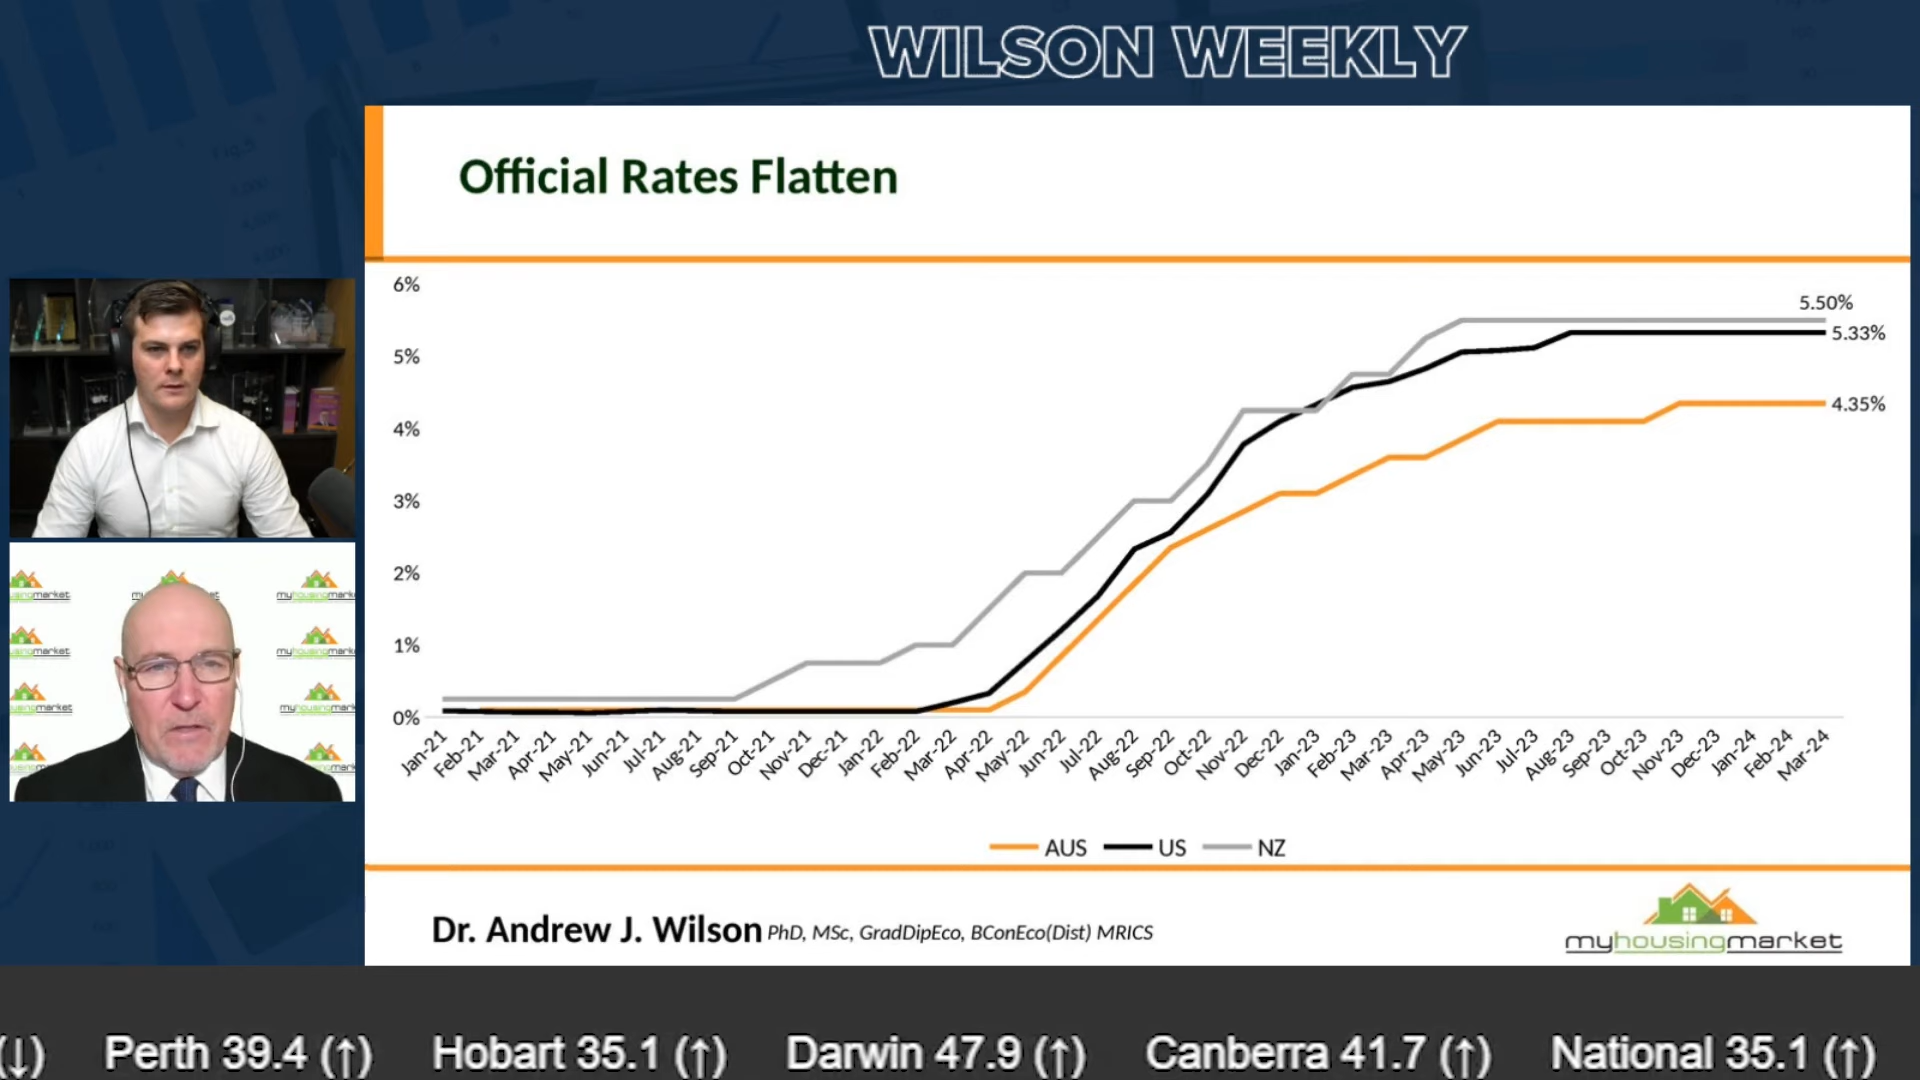 WILSON WEEKLY
Official Rates Flatten
6%
5%
4%
3%
2%
1%
0%
5.50%
5.33%
4.35%
Jan-21 Feb-21 Mar-21 Apr-21 May-21 Jun-21 Jul-21 Aug-21 Sep-21 Oct-21 Nov-21 Dec-21 Jan-22 Feb-22 Mar-22 Apr-22 May-22 Jun-22 Jul-22 Aug-22 Sep-22 Oct-22 Nov-22 Dec-22 Jan-23 Feb-23 Mar-23 Apr-23 May-23 Jun-23 Jul-23 Aug-23 Sep-23 Oct-23 Nov-23 Dec-23 Jan-24 Feb-24 Mar-24
AUS US NZ
Dr. Andrew J. Wilson PhD, MSc, GradDipEco, BConEco(Dist) MRICS
myhousingmarket
(↓) Perth 39.4 (↑) Hobart 35.1 (↑) Darwin 47.9 (↑) Canberra 41.7 (↑) National 35.1 (↑)